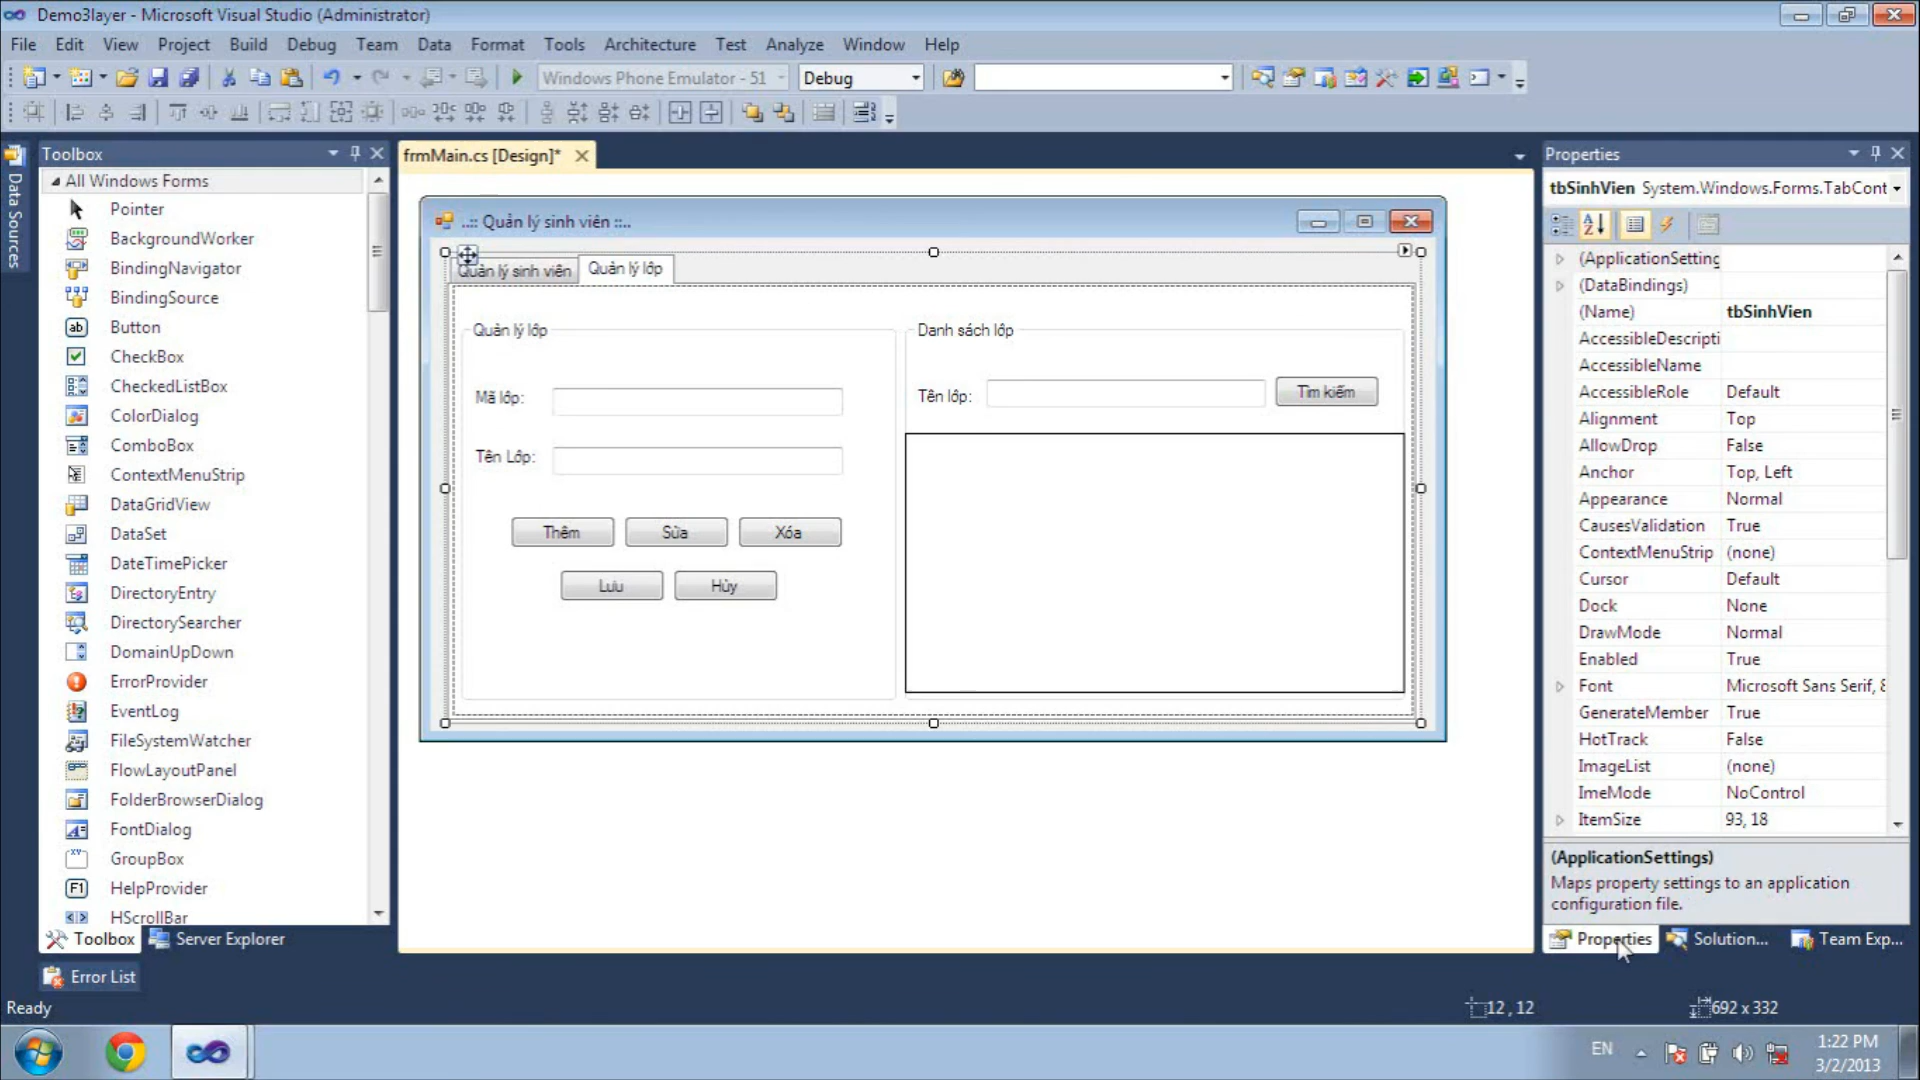 Demo3layer - Microsoft Visual Studio (Administrator)
File Edit View Project Build Debug Team Data Format Tools Architecture Test Analyze Window Help
Windows Phone Emulator - 51 Debug
Data Sources
Toolbox
All Windows Forms
Pointer
BackgroundWorker
BindingNavigator
BindingSource
Button
CheckBox
CheckedListBox
ColorDialog
ComboBox
ContextMenuStrip
DataGridView
DataSet
DateTimePicker
DirectoryEntry
DirectorySearcher
DomainUpDown
ErrorProvider
EventLog
FileSystemWatcher
FlowLayoutPanel
FolderBrowserDialog
FontDialog
GroupBox
HelpProvider
HScrollBar
Toolbox Server Explorer
frmMain.cs [Design]*
..:: Quản lý sinh viên ::..
Quản lý sinh viên Quản lý lớp
Quản lý lớp
Mã lớp:
Tên Lớp:
Thêm Sửa Xóa
Lưu Hủy
Danh sách lớp
Tên lớp: Tìm kiếm
Properties
tbSinhVien System.Windows.Forms.TabCont
(ApplicationSetting
(DataBindings)
(Name) tbSinhVien
AccessibleDescripti
AccessibleName
AccessibleRole Default
Alignment Top
AllowDrop False
Anchor Top, Left
Appearance Normal
CausesValidation True
ContextMenuStrip (none)
Cursor Default
Dock None
DrawMode Normal
Enabled True
Font Microsoft Sans Serif, 8
GenerateMember True
HotTrack False
ImageList (none)
ImeMode NoControl
ItemSize 93, 18
(ApplicationSettings)
Maps property settings to an application
configuration file.
Properties Solution... Team Exp...
Error List
Ready 12 , 12 692 x 332
EN 1:22 PM
3/2/2013